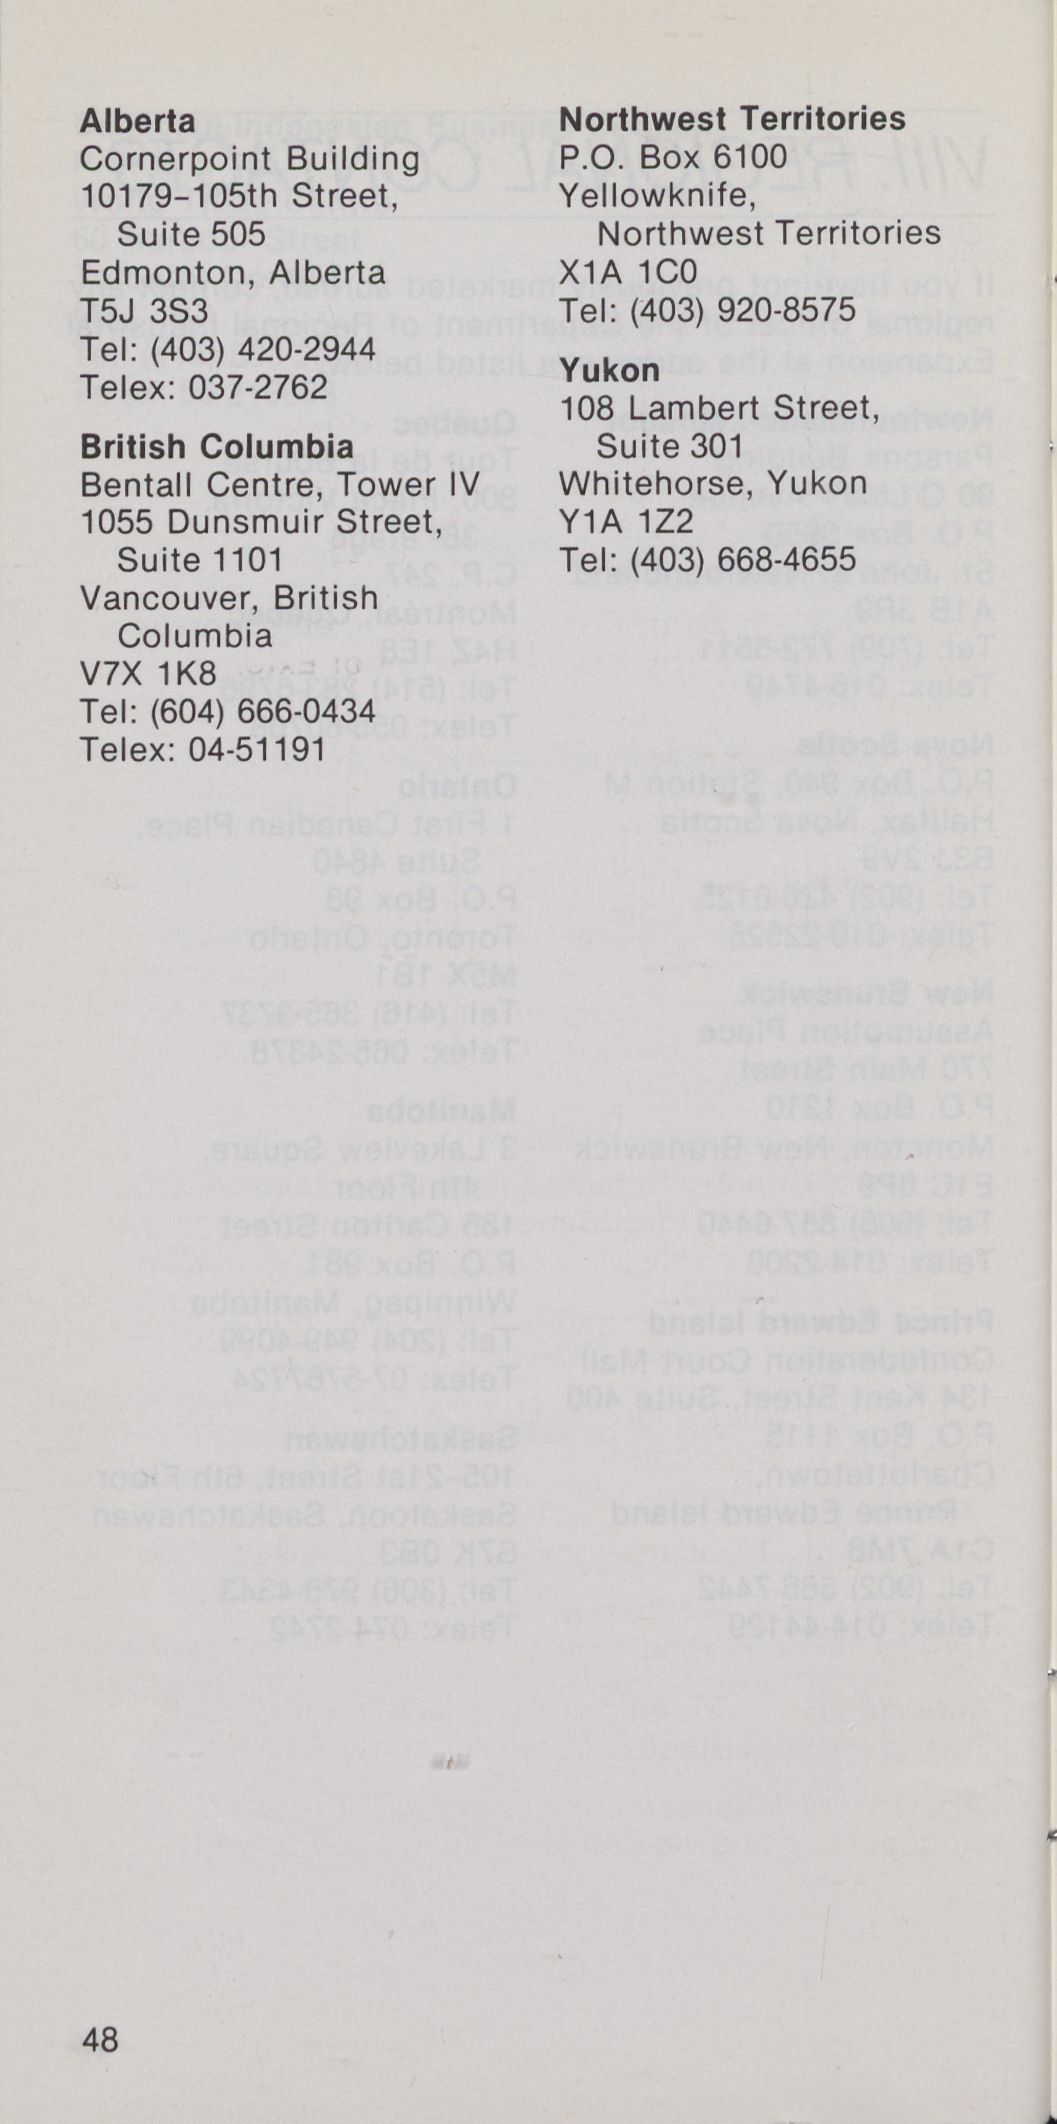 Alberta
Cornerpoint Building
10179-105th Street,
Suite 505
Edmonton, Alberta
T5J 3S3
Tel: (403) 420-2944
Telex: 037-2762
British Columbia
Bentall Centre, Tower IV
1055 Dunsmuir Street,
Suite 1101
Vancouver, British
Columbia
V7X 1K8
Tel: (604) 666-0434
Telex: 04-51191
Northwest Territories
P.O. Box 6100
Yellowknife,
Northwest Territories
X1A 1C0
Tel: (403) 920-8575
Yukon
108 Lambert Street,
Suite 301
Whitehorse, Yukon
Y1A 1Z2
Tel: (403) 668-4655
48